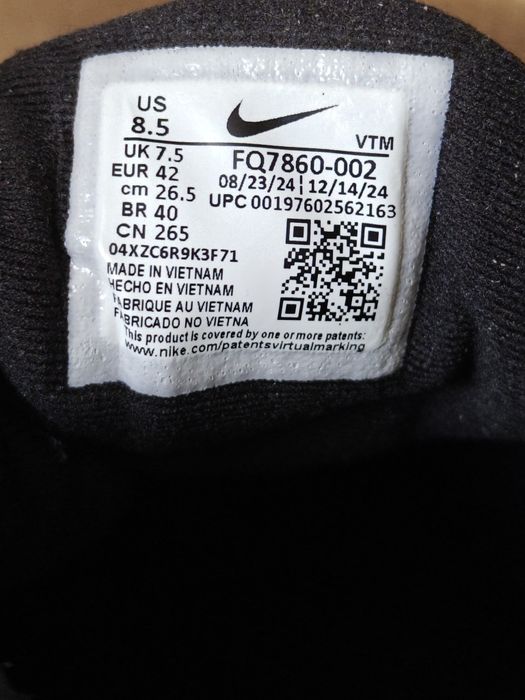 US
8.5
VTM
UK 7.5
FQ7860-002
EUR 42
08/23/24 ¦ 12/14/24
cm 26.5
UPC 00197602562163
BR 40
CN 265
04XZC6R9K3F71
MADE IN VIETNAM
HECHO EN VIETNAM
FABRIQUE AU VIETNAM
FABRICADO NO VIETNA
This product is covered by one or more patents:
www.nike.com/patentsvirtualmarking